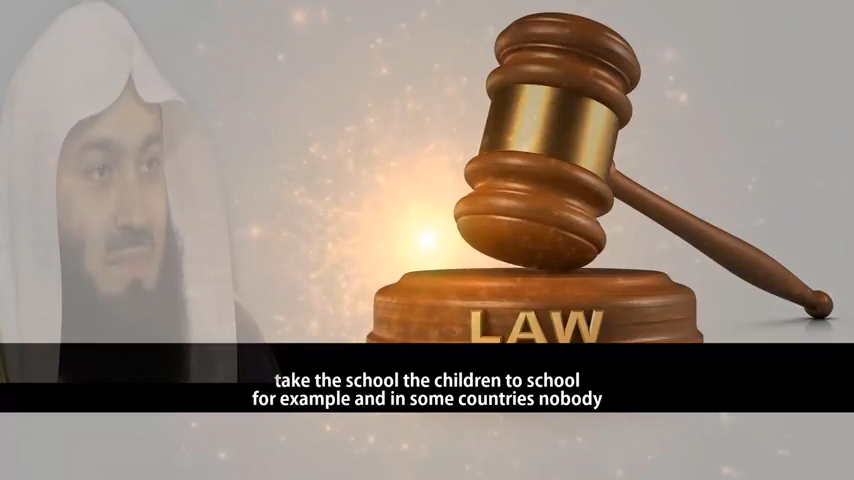 LAW
take the school the children to school
for example and in some countries nobody